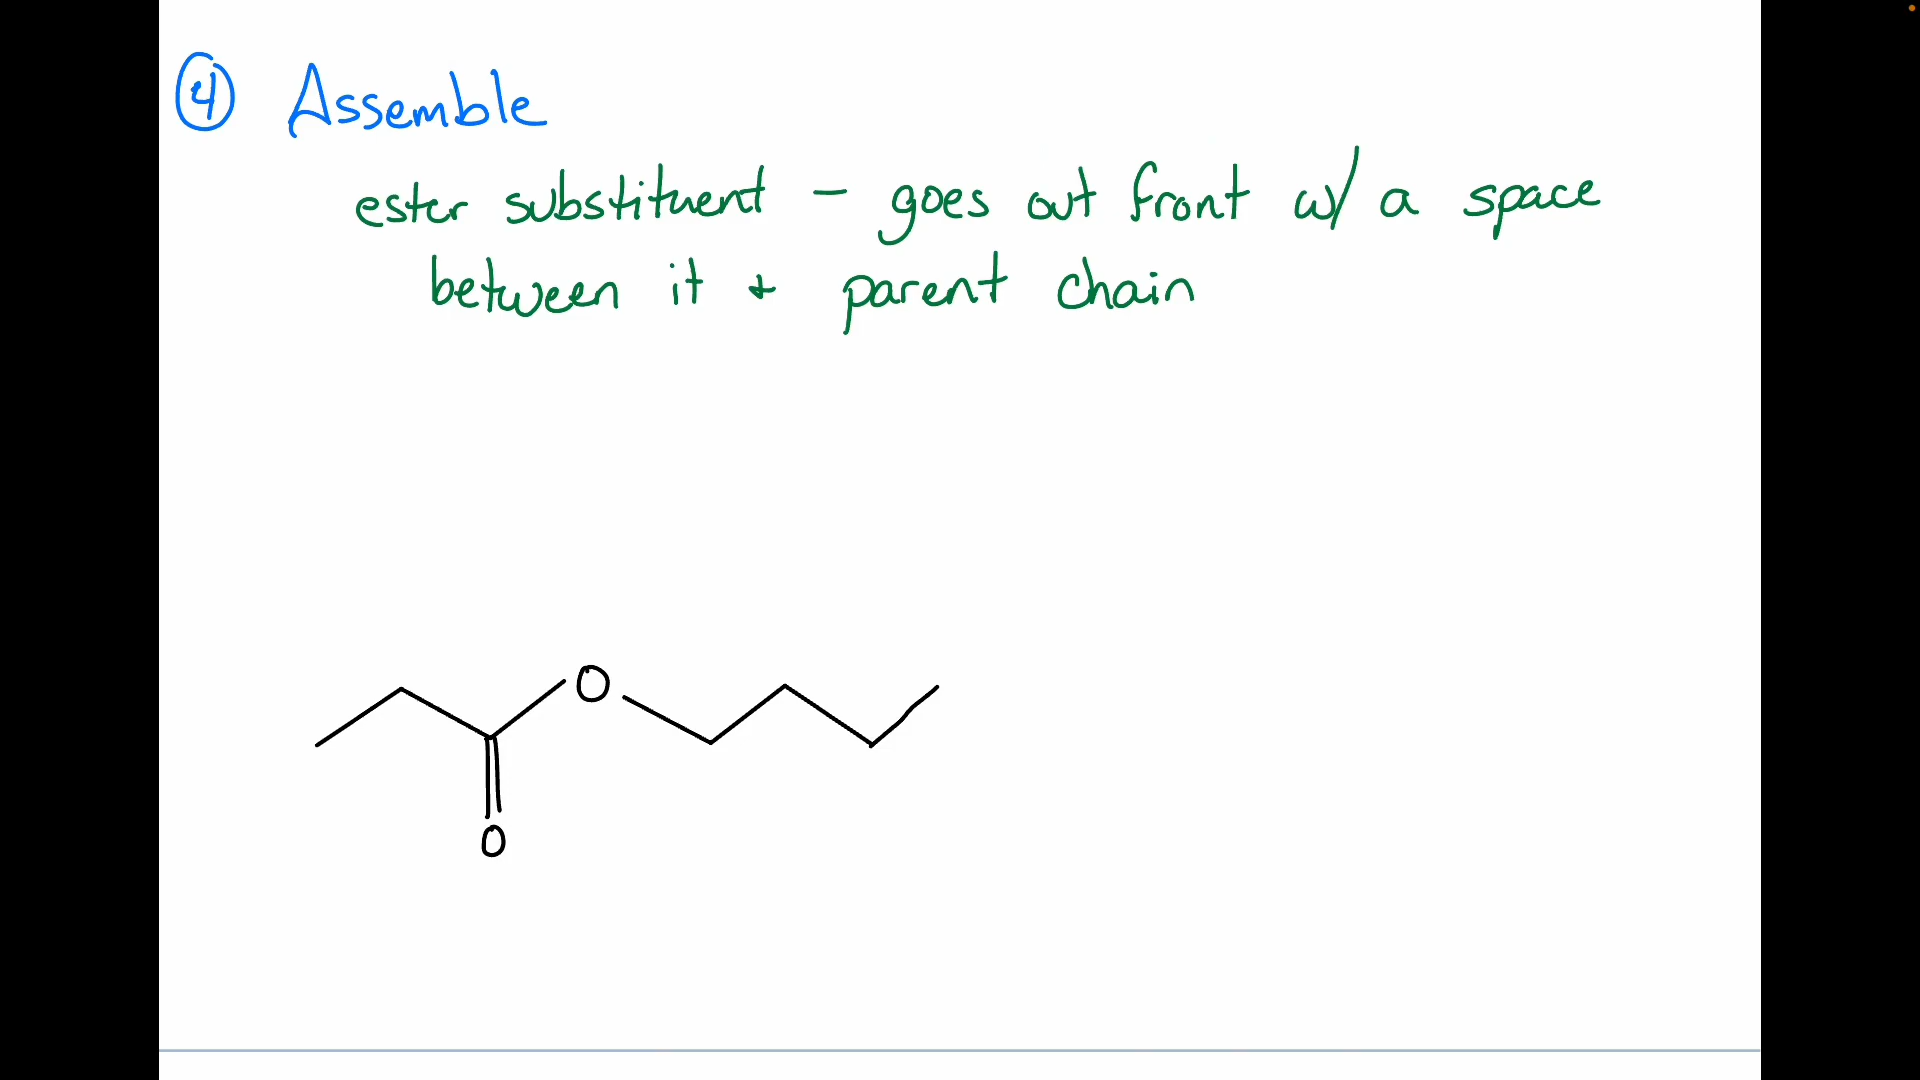 ④ Assemble
ester substituent – goes out front w/ a space
between it + parent chain
O
O